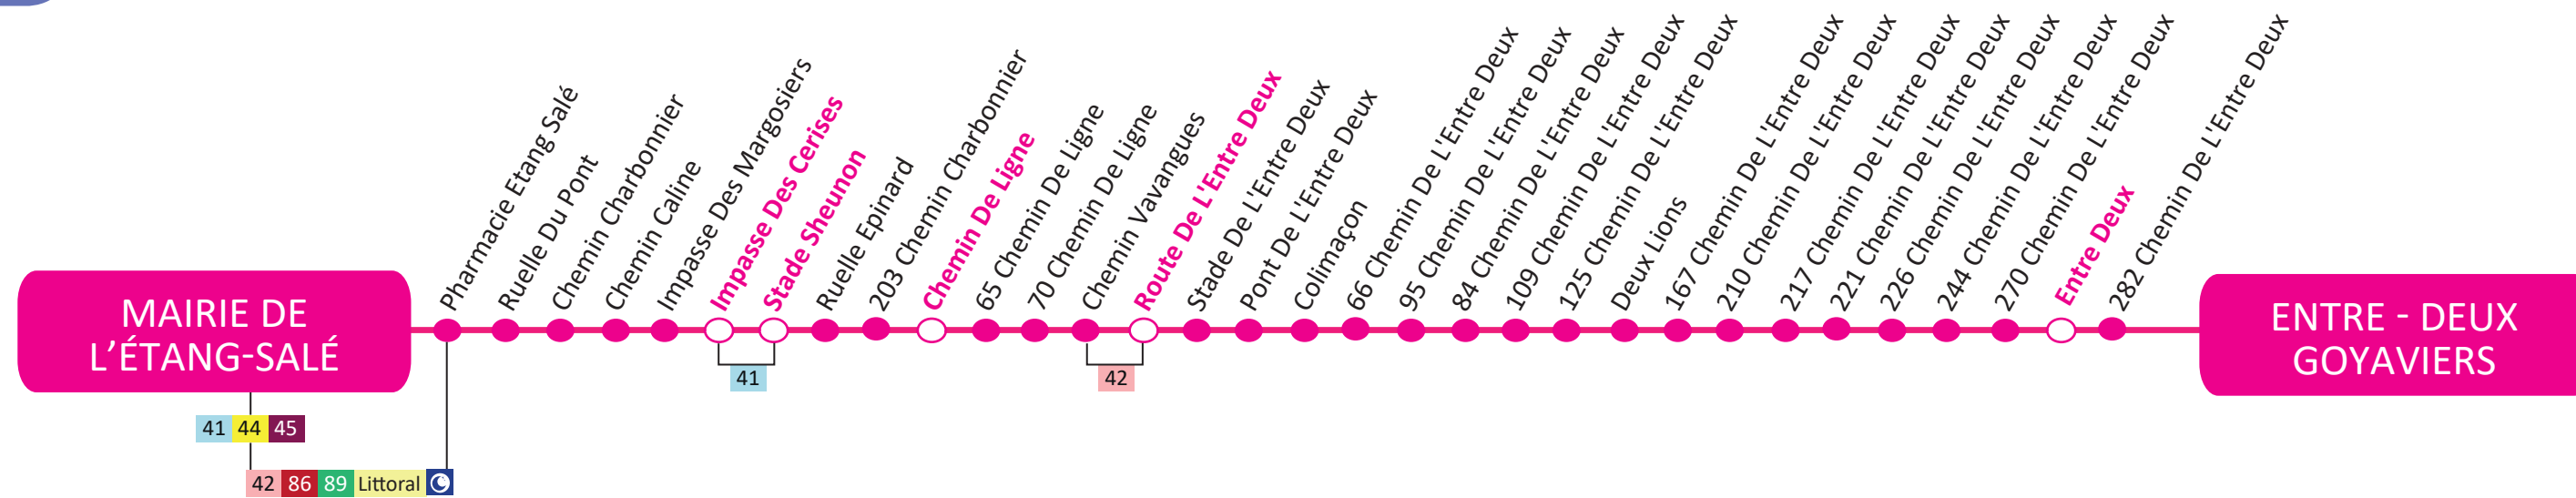 MAIRIE DE
L'ÉTANG-SALÉ
Pharmacie Etang Salé
Ruelle Du Pont
Chemin Charbonnier
Chemin Caline
Impasse Des Margosiers
Impasse Des Cerises
Stade Sheunon
Ruelle Epinard
203 Chemin Charbonnier
Chemin De Ligne
65 Chemin De Ligne
70 Chemin De Ligne
Chemin Vavangues
Route De L'Entre Deux
Stade De L'Entre Deux
Pont De L'Entre Deux
Colimaçon
66 Chemin De L'Entre Deux
95 Chemin De L'Entre Deux
84 Chemin De L'Entre Deux
109 Chemin De L'Entre Deux
125 Chemin De L'Entre Deux
Deux Lions
167 Chemin De L'Entre Deux
210 Chemin De L'Entre Deux
217 Chemin De L'Entre Deux
221 Chemin De L'Entre Deux
226 Chemin De L'Entre Deux
244 Chemin De L'Entre Deux
270 Chemin De L'Entre Deux
Entre Deux
282 Chemin De L'Entre Deux
ENTRE - DEUX
GOYAVIERS
41
42
41 44 45
42 86 89 Littoral